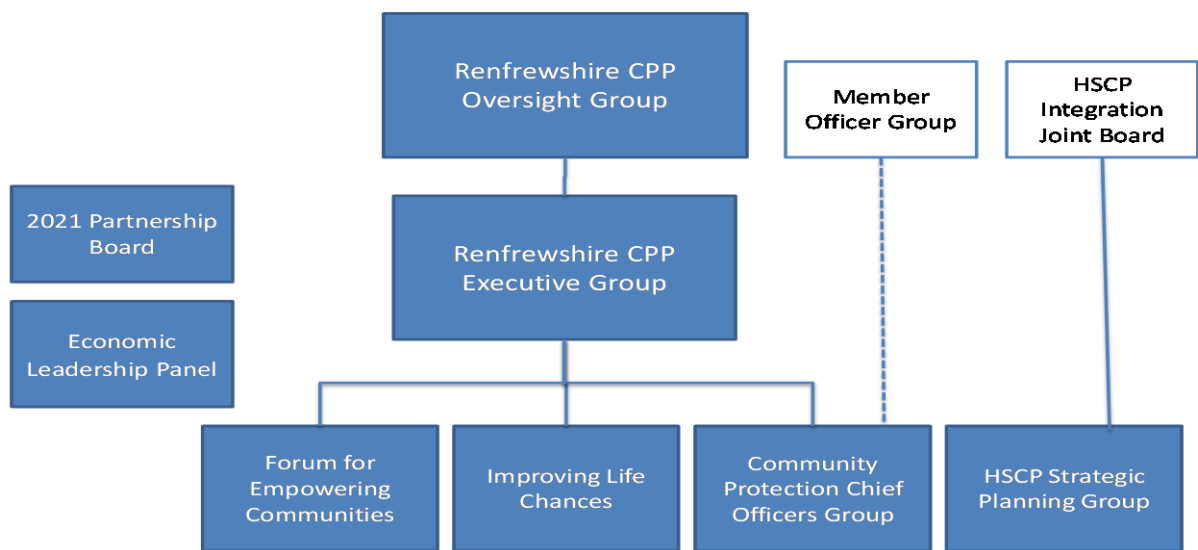 Renfrewshire CPP
Oversight Group
Member
Officer Group
HSCP
Integration
Joint Board
2021 Partnership
Board
Renfrewshire CPP
Executive Group
Economic
Leadership Panel
Forum for
Empowering
Communities
Improving Life
Chances
Community
Protection Chief
Officers Group
HSCP Strategic
Planning Group